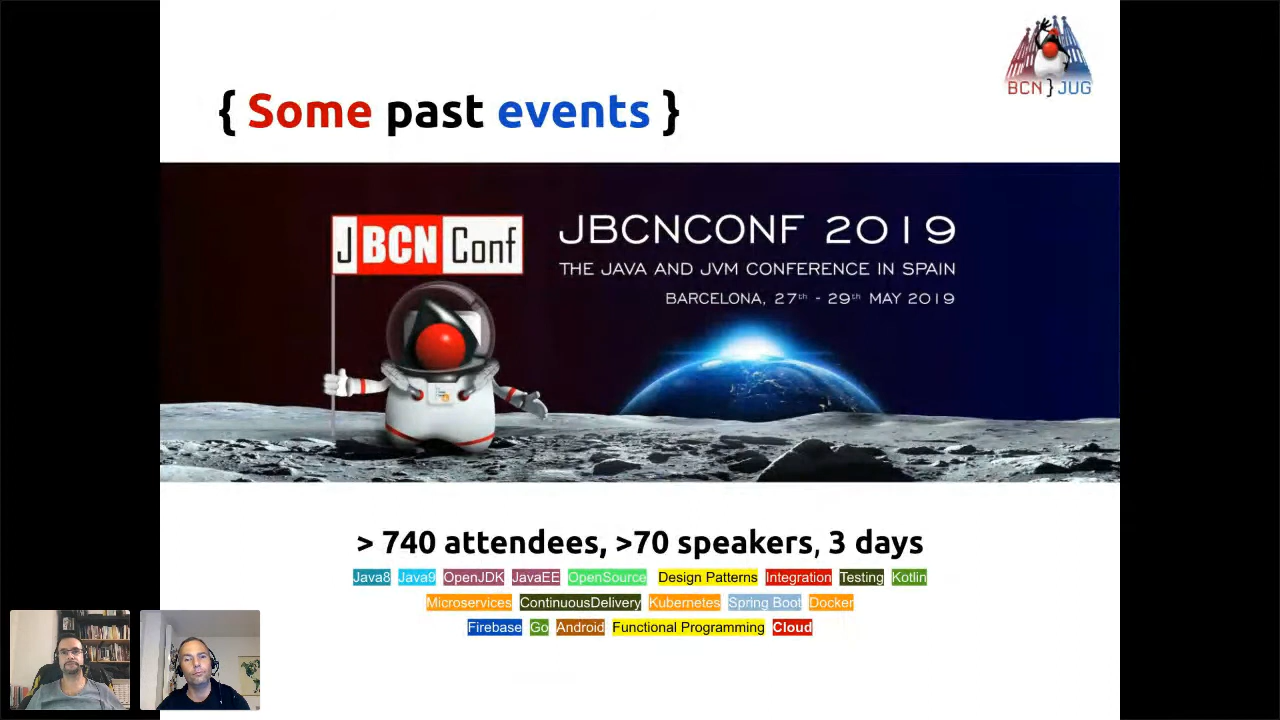 BCN } JUG
{ Some past events }
J BCN Conf
JBCNCONF 2019
THE JAVA AND JVM CONFERENCE IN SPAIN
BARCELONA, 27th - 29th MAY 2019
> 740 attendees, >70 speakers, 3 days
Java8 Java9 OpenJDK JavaEE OpenSource Design Patterns Integration Testing Kotlin
Microservices ContinuousDelivery Kubernetes Spring Boot Docker
Firebase Go Android Functional Programming Cloud